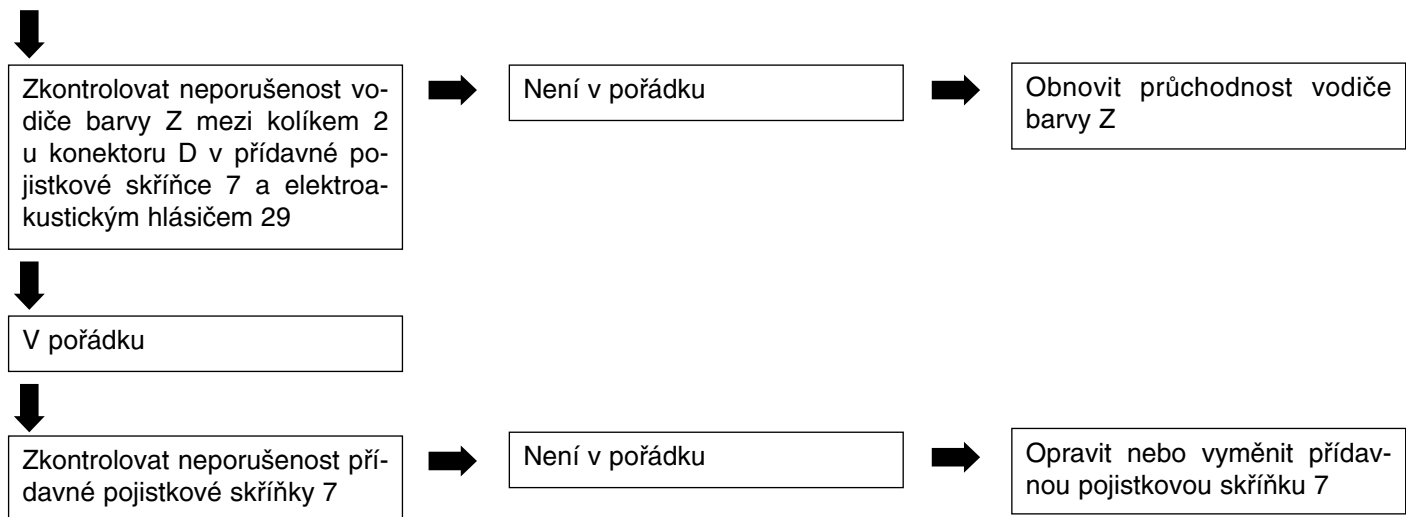 Zkontrolovat neporušenost vo-
diče barvy Z mezi kolíkem 2
u konektoru D v přídavné po-
jistkové skříňce 7 a elektroa-
kustickým hlásičem 29
Není v pořádku
Obnovit průchodnost vodiče
barvy Z
V pořádku
Zkontrolovat neporušenost pří-
davné pojistkové skříňky 7
Není v pořádku
Opravit nebo vyměnit přídav-
nou pojistkovou skříňku 7